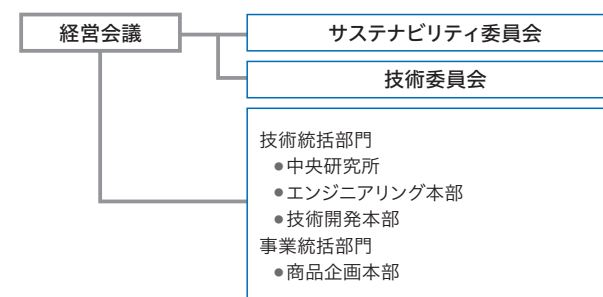 経営会議
サステナビリティ委員会
技術委員会
技術統括部門
●中央研究所
●エンジニアリング本部
●技術開発本部
事業統括部門
●商品企画本部